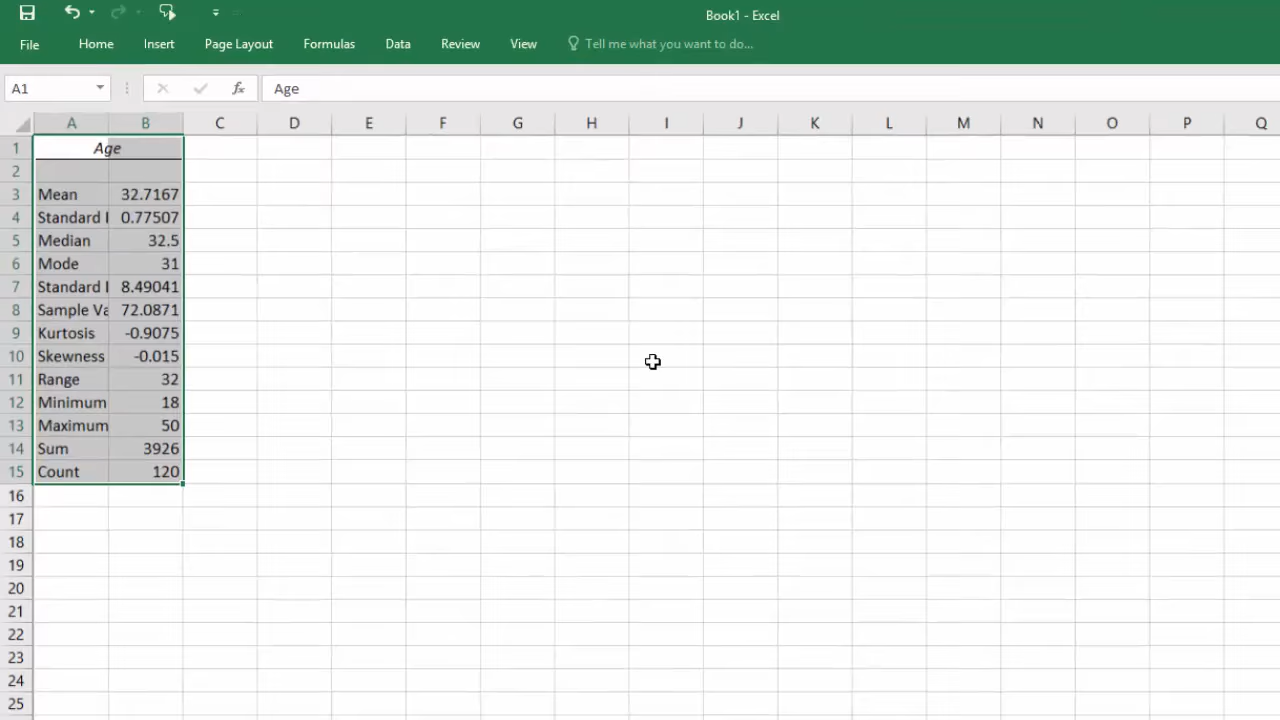 Book1 - Excel
File Home Insert Page Layout Formulas Data Review View Tell me what you want to do...
A1 fx Age
A B C D E F G H I J K L M N O P Q
1 Age
2
3 Mean 32.7167
4 Standard I 0.77507
5 Median 32.5
6 Mode 31
7 Standard I 8.49041
8 Sample Va 72.0871
9 Kurtosis -0.9075
10 Skewness -0.015
11 Range 32
12 Minimum 18
13 Maximum 50
14 Sum 3926
15 Count 120
16
17
18
19
20
21
22
23
24
25